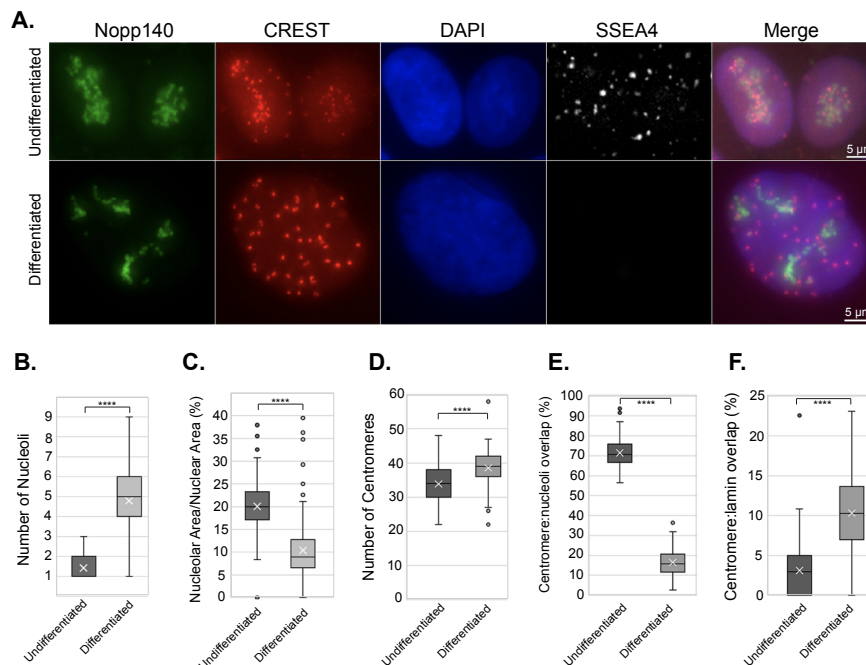 A.
Nopp140 CREST DAPI SSEA4 Merge
Undifferentiated
5 µm
Differentiated
5 µm
B.
Number of Nucleoli
9
8
7
6
5
4
3
2
1
****
Undifferentiated
Differentiated
C.
Nucleolar Area/Nuclear Area (%)
40
35
30
25
20
15
10
5
0
****
Undifferentiated
Differentiated
D.
Number of Centromeres
60
50
40
30
20
10
0
****
Undifferentiated
Differentiated
E.
Centromere:nucleoli overlap (%)
100
90
80
70
60
50
40
30
20
10
0
****
Undifferentiated
Differentiated
F.
Centromere:lamin overlap (%)
25
20
15
10
5
0
****
Undifferentiated
Differentiated